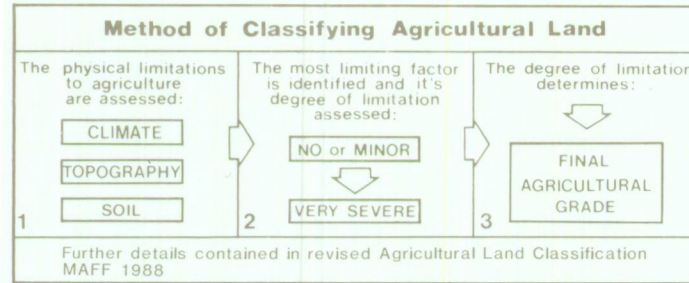 Method of Classifying Agricultural Land
The physical limitations
to agriculture
are assessed:
CLIMATE
TOPOGRAPHY
SOIL
1
The most limiting factor
is identified and it's
degree of limitation
assessed:
NO or MINOR
VERY SEVERE
2
The degree of limitation
determines:
FINAL
AGRICULTURAL
GRADE
3
Further details contained in revised Agricultural Land Classification
MAFF 1988